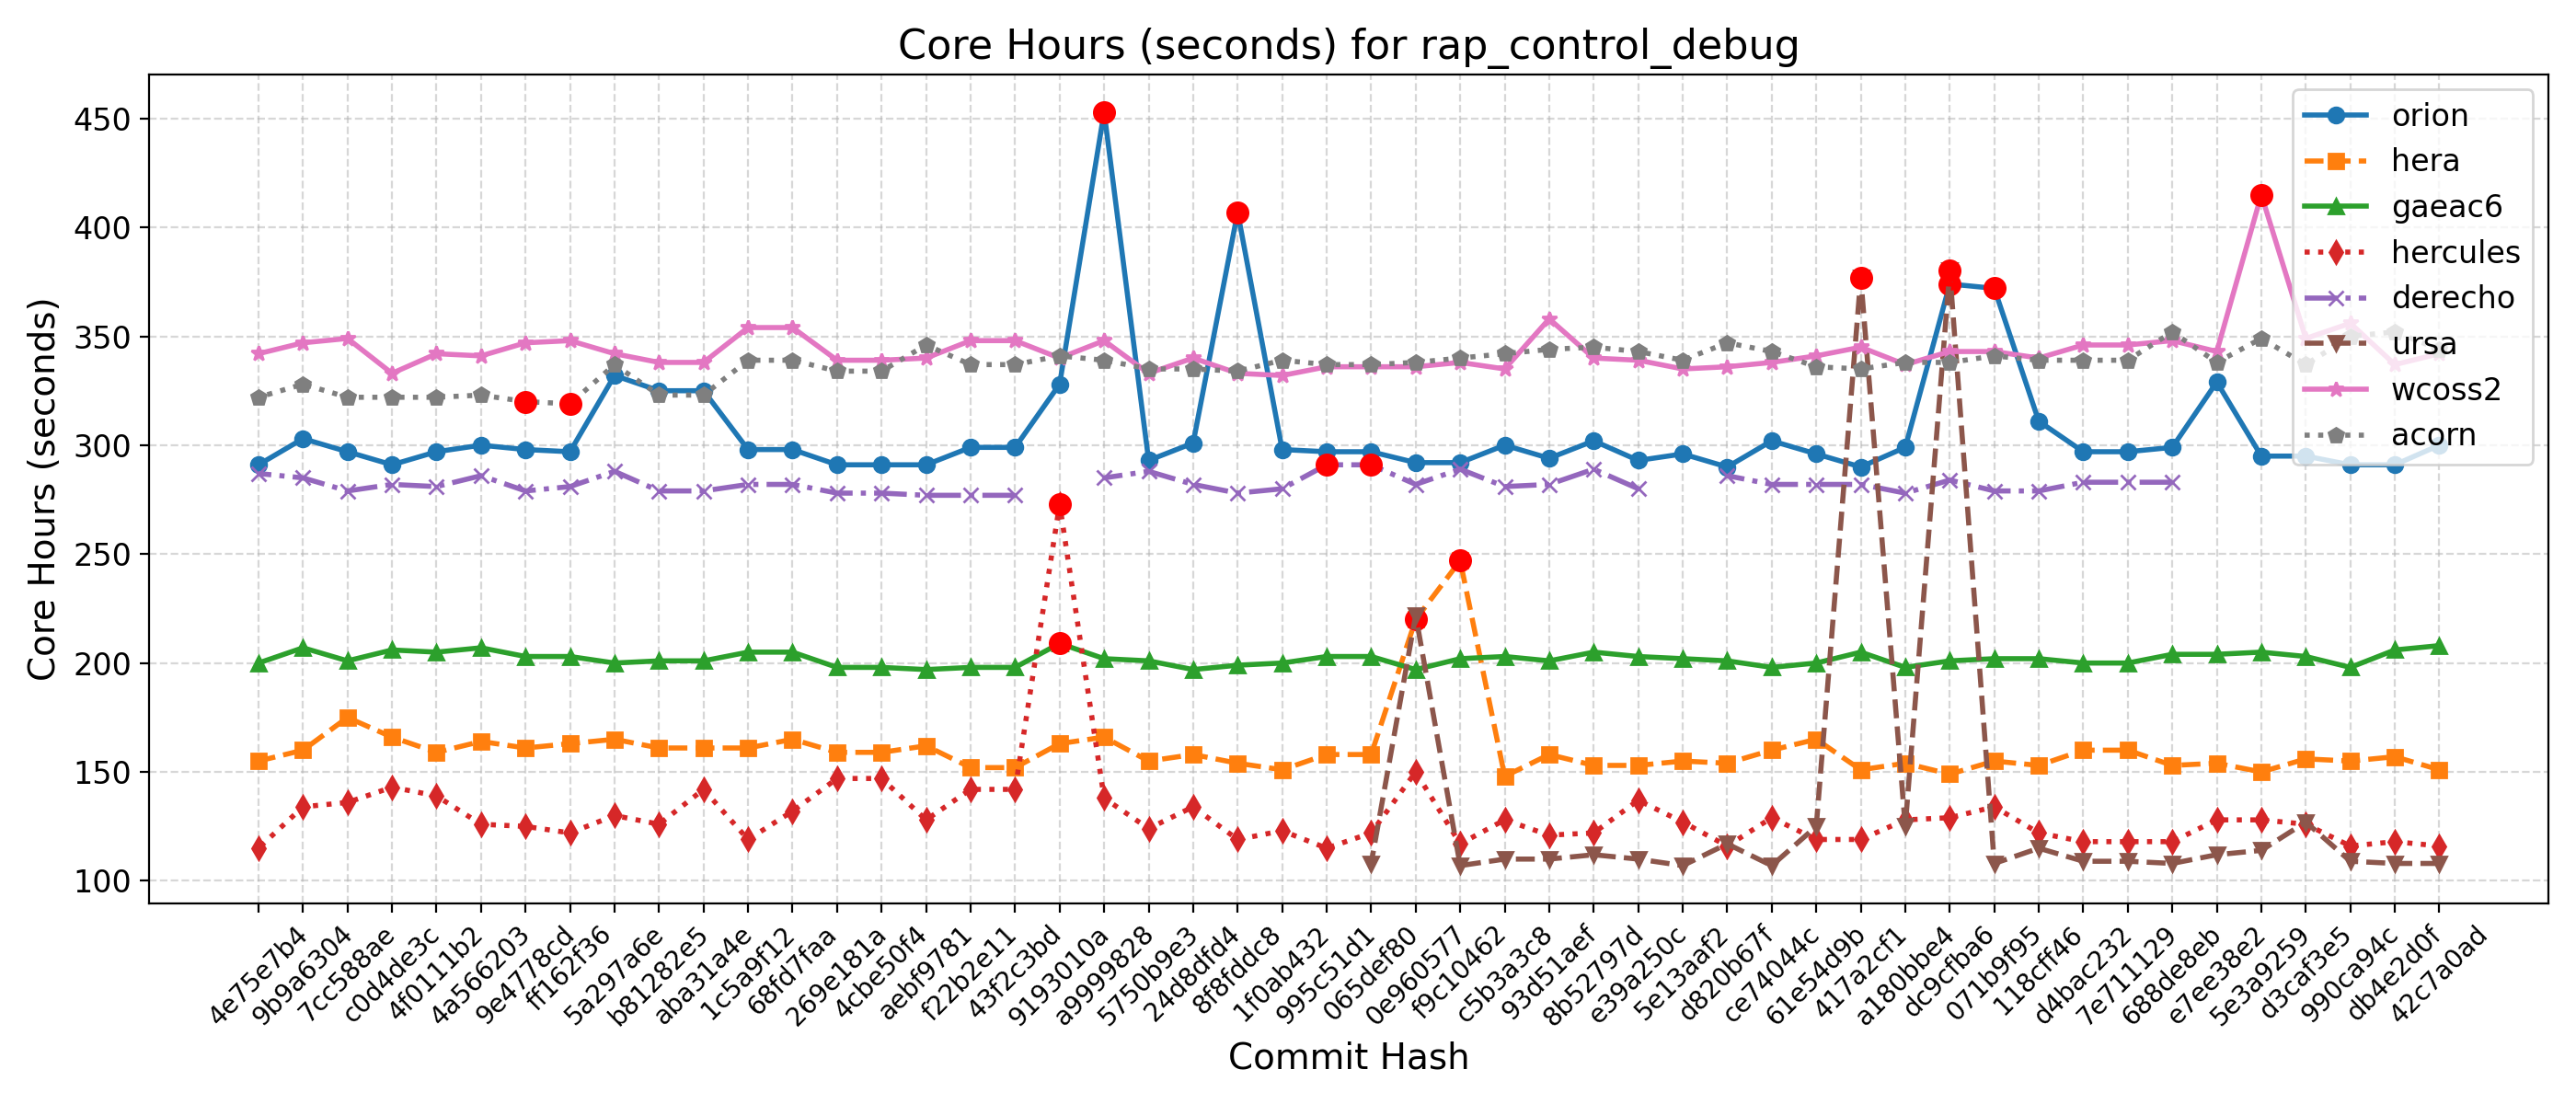 Core Hours (seconds) for rap_control_debug
Core Hours (seconds)
450
400
350
300
250
200
150
100
orion
hera
gaeac6
hercules
derecho
ursa
wcoss2
acorn
4e75e7b4
9b9a6304
7cc588ae
c0d4de3c
4f0111b2
4a566203
9e4778cd
ff162f36
5a297a6e
b81282e5
aba31a4e
1c5a9f12
68fd7faa
269e181a
4cbe50f4
aebf9781
f22b2e11
43f2c3bd
9193010a
a9999828
5750b9e3
24d8dfd4
8f8fddc8
1f0ab432
995c51d1
065def80
0e960577
f9c10462
c5b3a3c8
93d51aef
8b52797d
e39a250c
5e13aaf2
d820b67f
ce74044c
61e54d9b
417a2cf1
a180bbe4
dc9cfba6
071b9f95
118cff46
d4bac232
7e711129
688de8eb
e7ee38e2
5e3a9259
d3caf3e5
990ca94c
db4e2d0f
42c7a0ad
Commit Hash